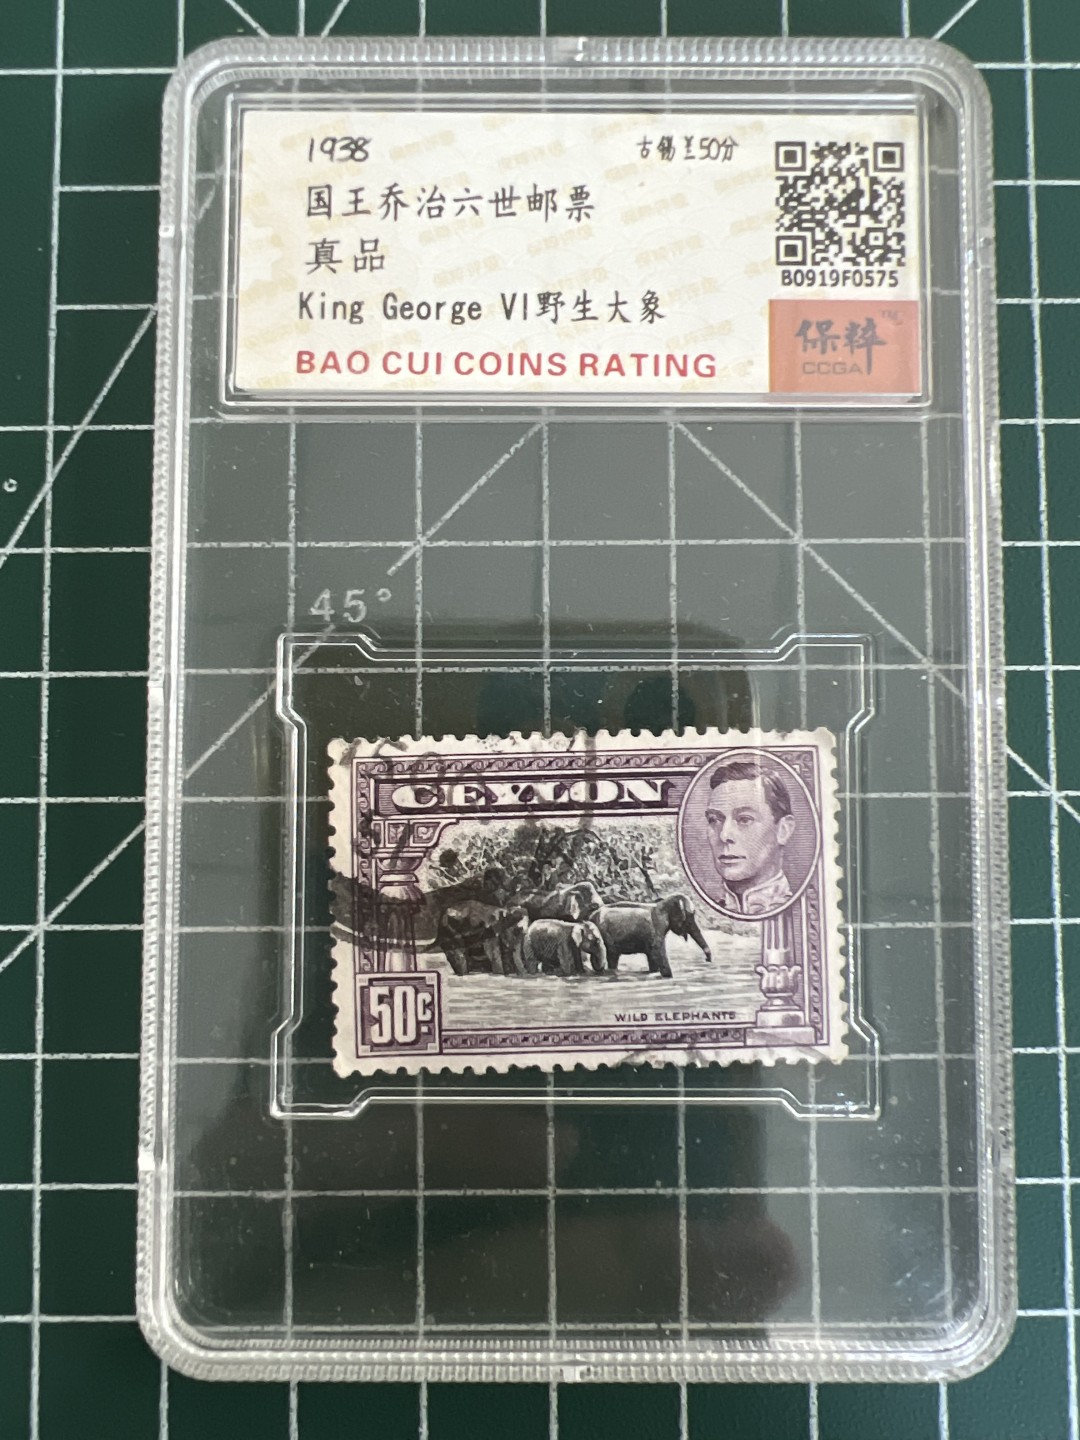 1938
古锡兰50分
国王乔治六世邮票
真品
King George VI野生大象
BAO CUI COINS RATING
B0919F0575
保粹
TM
CCGA
45°
CEYLON
50c.
WILD ELEPHANTS